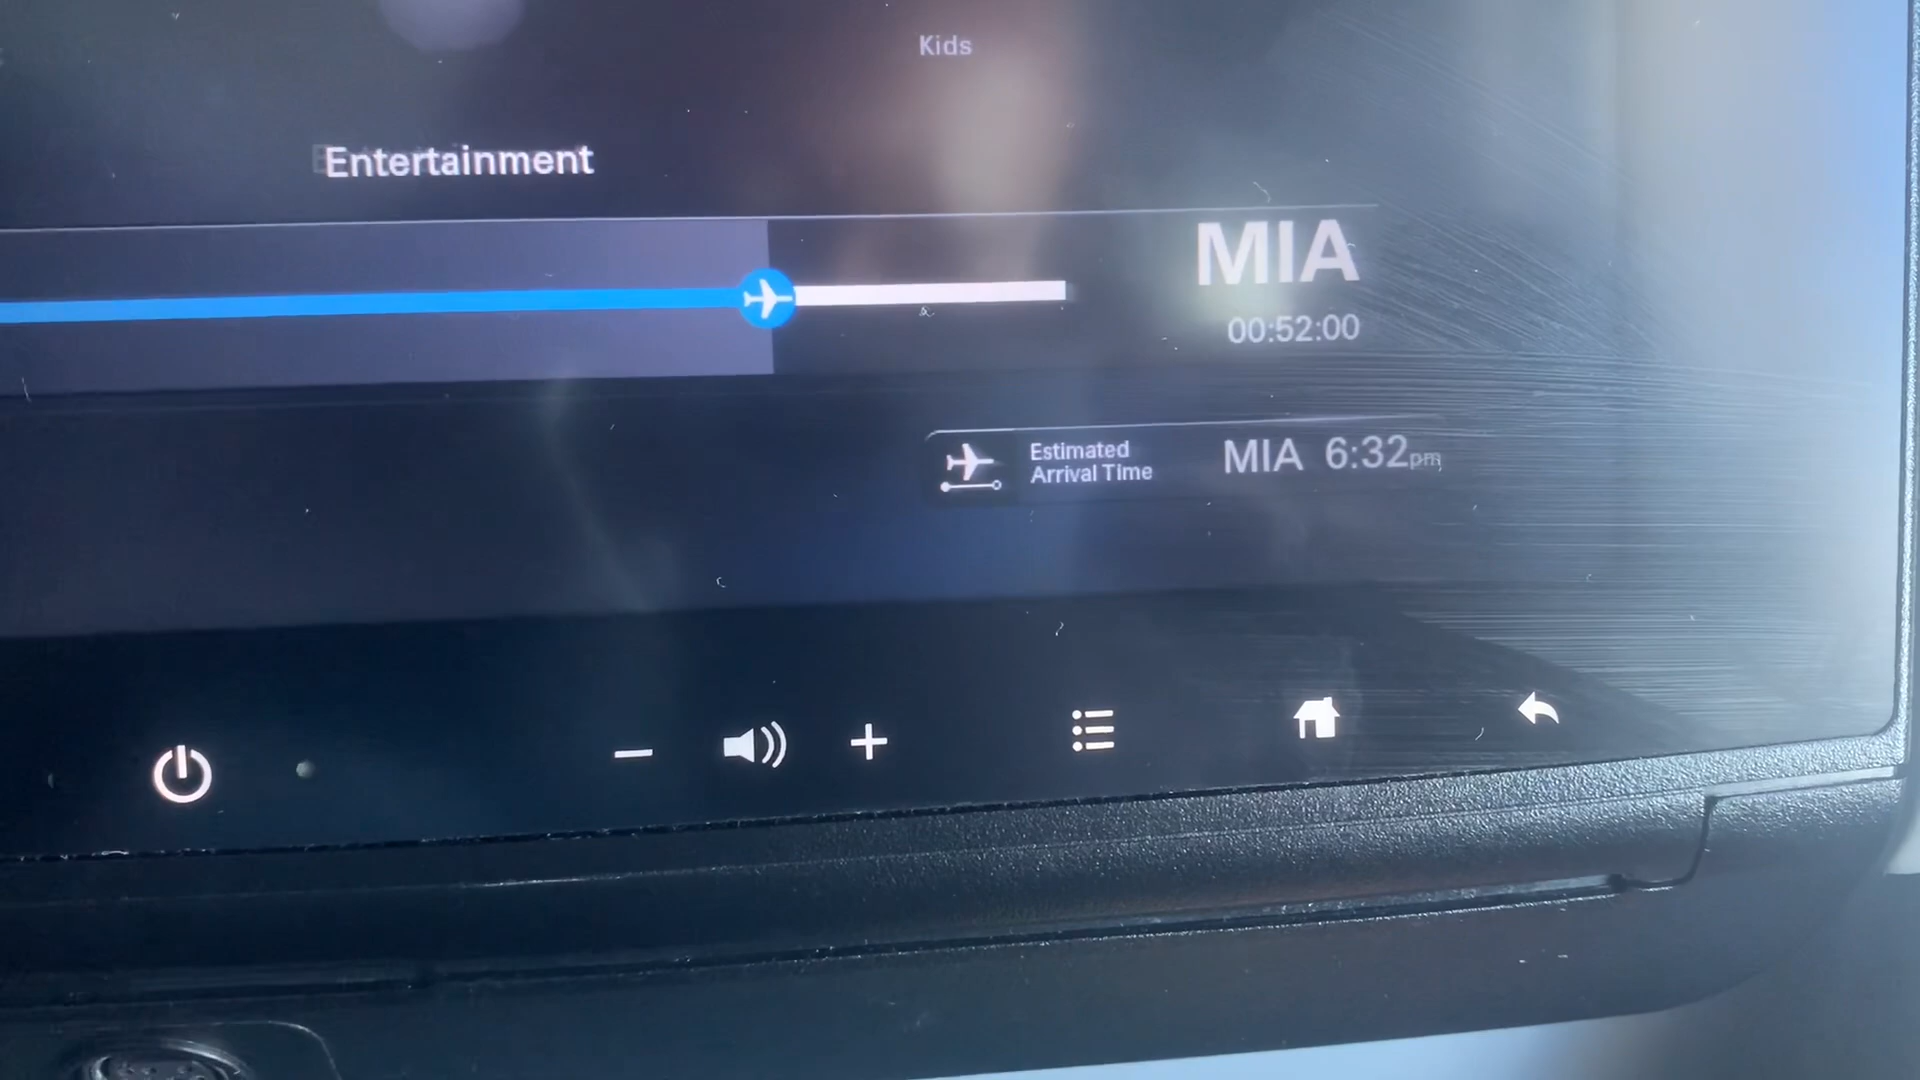 Kids
Entertainment
MIA
00:52:00
Estimated
Arrival Time
MIA 6:32pm